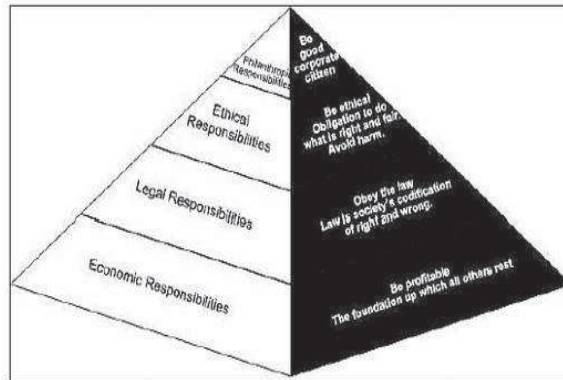 Philanthropic
Responsibilities
Be
good
corporate
citizen
Ethical
Responsibilities
Be ethical
Obligation to do
what is right and fair.
Avoid harm.
Legal Responsibilities
Obey the law
Law is society's codification
of right and wrong.
Economic Responsibilities
Be profitable
The foundation up which all others rest